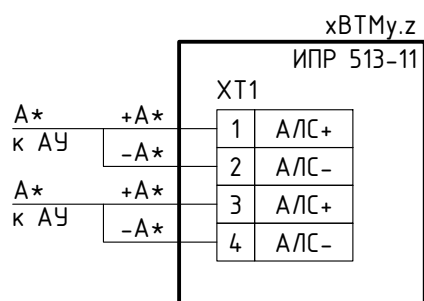 xBTMy.z
ИПР 513-11
XT1
A* +A* 1 АЛС+
к АУ -A* 2 АЛС-
A* +A* 3 АЛС+
к АУ -A* 4 АЛС-